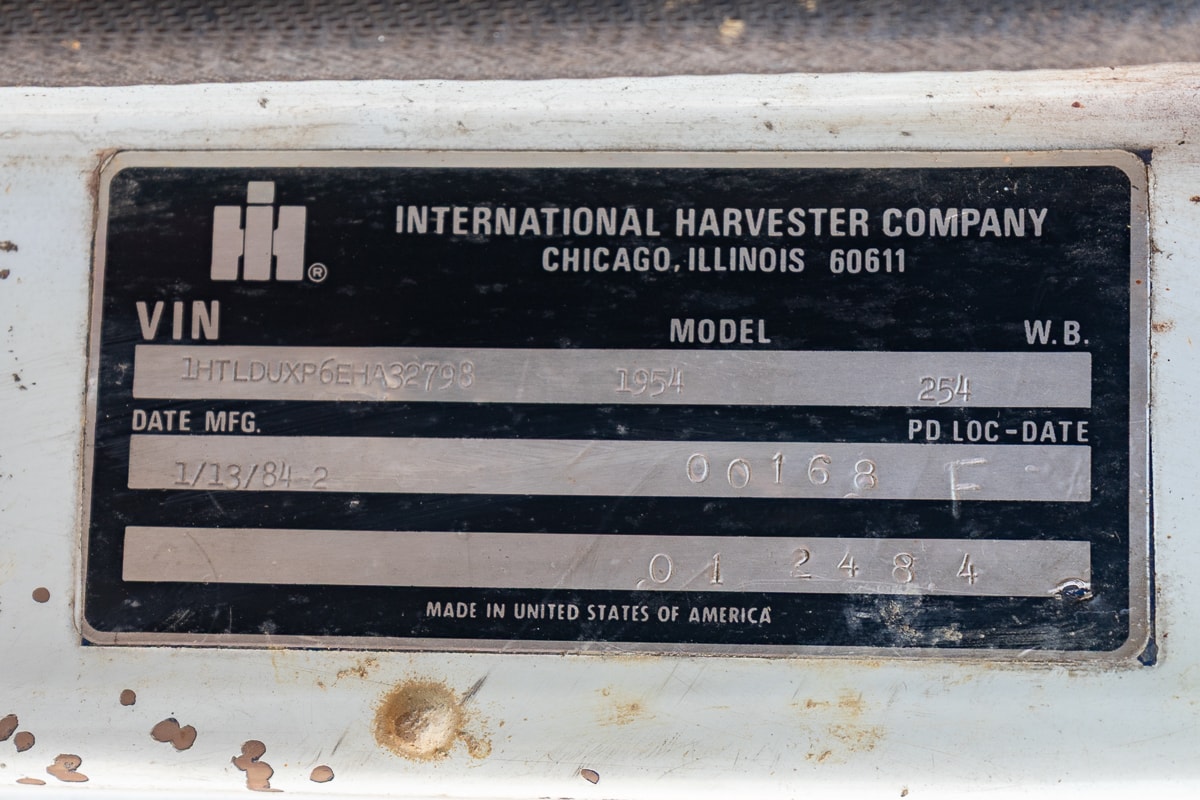 IH ®
INTERNATIONAL HARVESTER COMPANY
CHICAGO, ILLINOIS 60611
VIN MODEL W.B.
1HTLDUXP6EHA32798 1954 254
DATE MFG. PD LOC-DATE
1/13/84-2 00168 F
01 2484
MADE IN UNITED STATES OF AMERICA